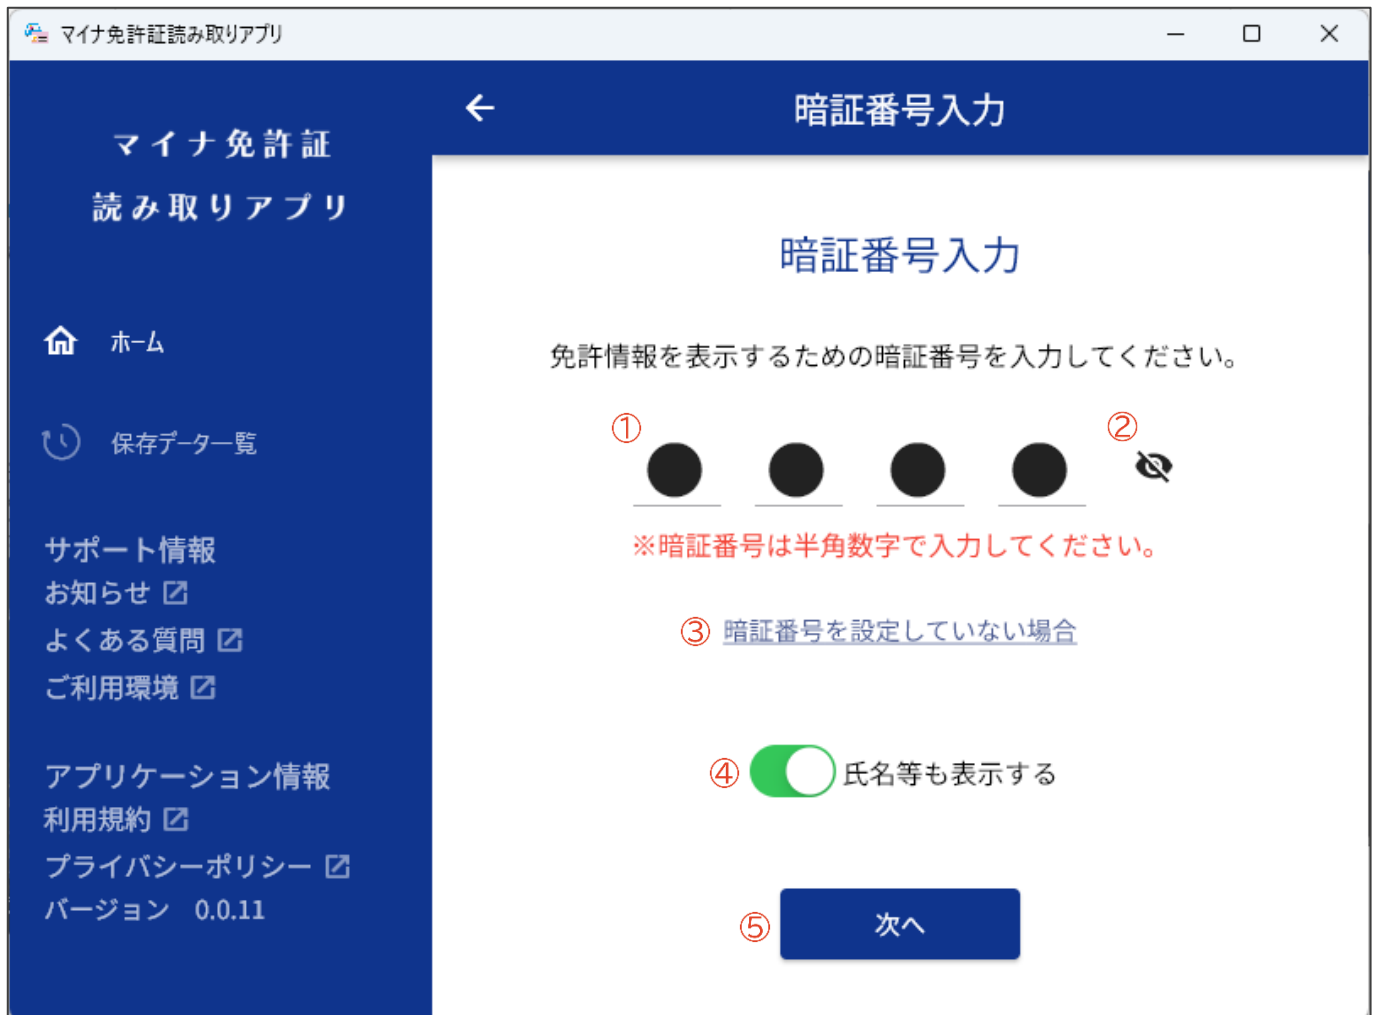 マイナ免許証読み取りアプリ
マイナ免許証
読み取りアプリ
ホーム
保存データ一覧
サポート情報
お知らせ
よくある質問
ご利用環境
アプリケーション情報
利用規約
プライバシーポリシー
バージョン 0.0.11
暗証番号入力
暗証番号入力
免許情報を表示するための暗証番号を入力してください。
① ②
※暗証番号は半角数字で入力してください。
③ 暗証番号を設定していない場合
④ 氏名等も表示する
⑤ 次へ